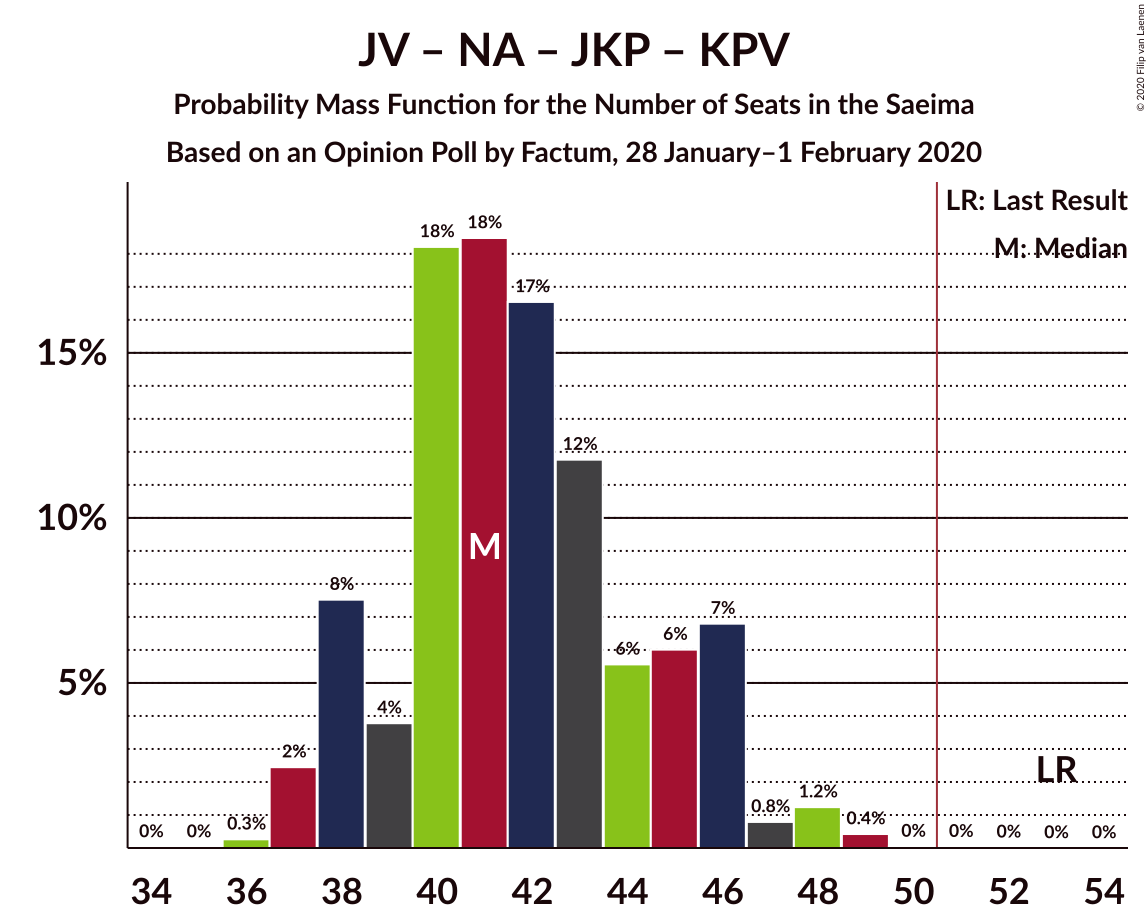 JV – NA – JKP – KPV
Probability Mass Function for the Number of Seats in the Saeima
Based on an Opinion Poll by Factum, 28 January–1 February 2020
© 2020 Filip van Laenen
LR: Last Result
M: Median
15%
10%
5%
0%
0%
0.3%
2%
8%
4%
18%
18%
17%
12%
6%
6%
7%
0.8%
1.2%
0.4%
0%
0%
0%
0%
0%
M
LR
34 36 38 40 42 44 46 48 50 52 54